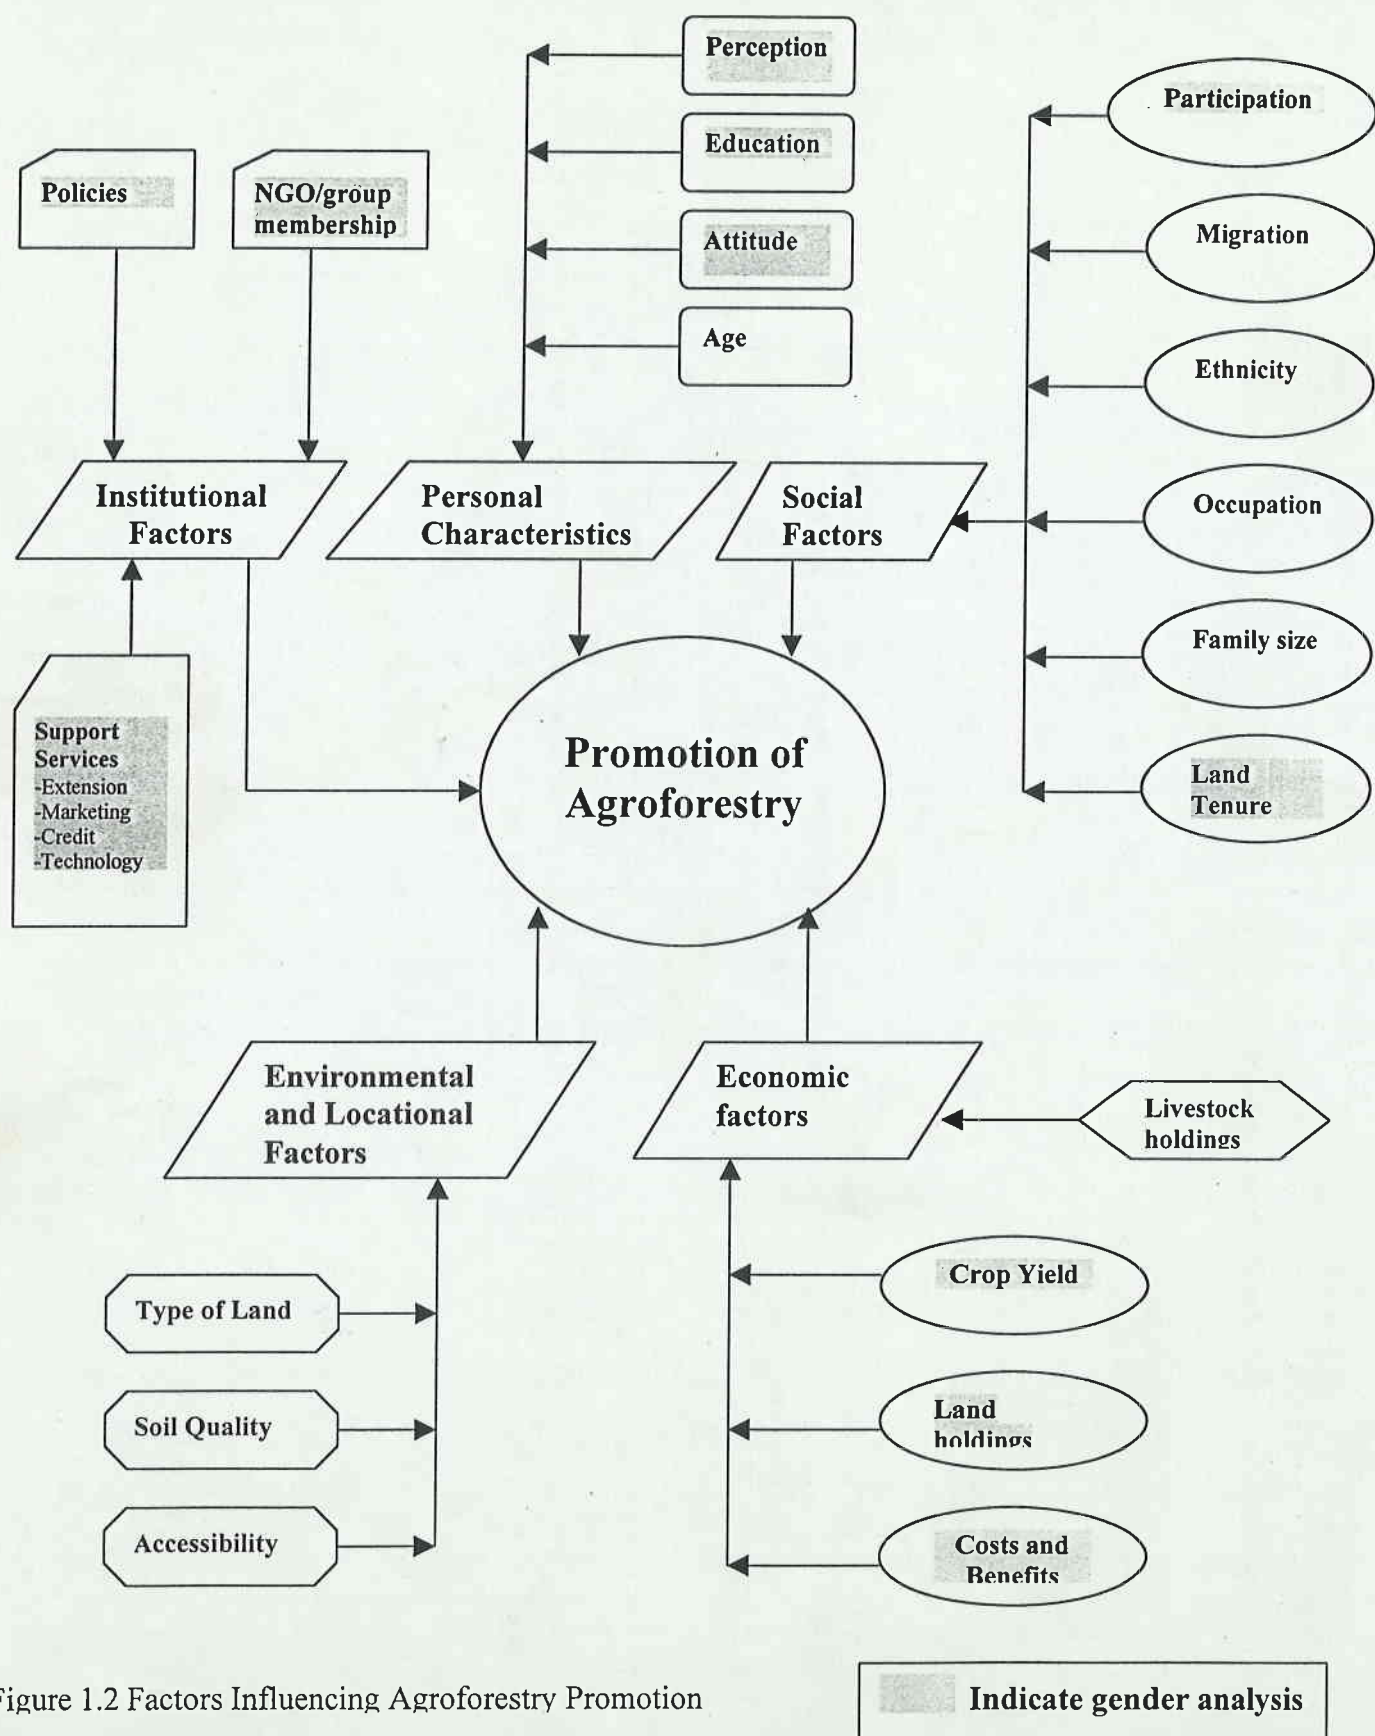 Perception
Participation
Education
Policies
NGO/group
membership
Attitude
Migration
Age
Ethnicity
Institutional
Factors
Personal
Characteristics
Social
Factors
Occupation
Family size
Support
Services
-Extension
-Marketing
-Credit
-Technology
Promotion of
Agroforestry
Land
Tenure
Environmental
and Locational
Factors
Economic
factors
Livestock
holdings
Type of Land
Crop Yield
Soil Quality
Land
holdings
Accessibility
Costs and
Benefits
Figure 1.2 Factors Influencing Agroforestry Promotion
Indicate gender analysis